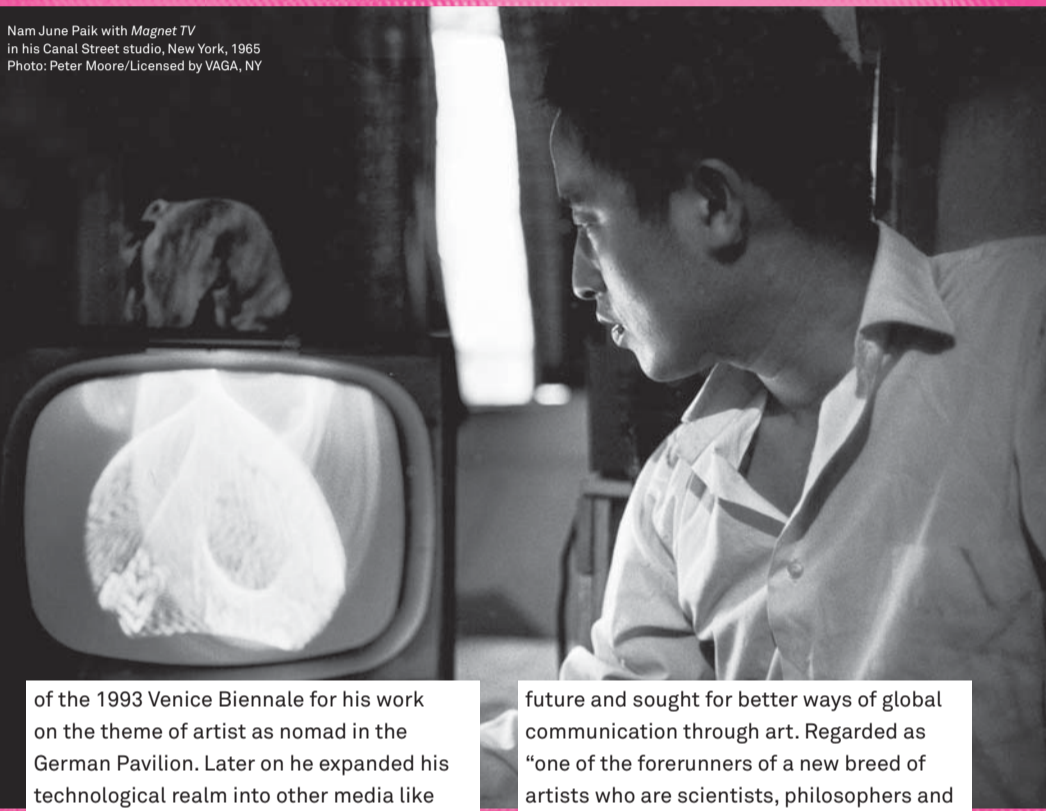 Nam June Paik with Magnet TV
in his Canal Street studio, New York, 1965
Photo: Peter Moore/Licensed by VAGA, NY
of the 1993 Venice Biennale for his work
on the theme of artist as nomad in the
German Pavilion. Later on he expanded his
technological realm into other media like
future and sought for better ways of global
communication through art. Regarded as
“one of the forerunners of a new breed of
artists who are scientists, philosophers and